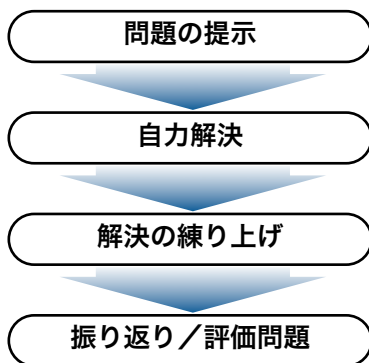 問題の提示
自力解決
解決の練り上げ
振り返り／評価問題